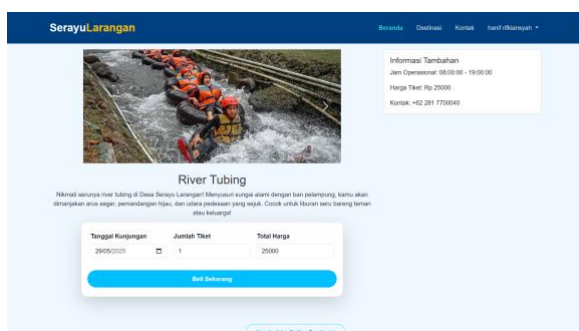 SerayuLarangan
Beranda Destinasi Kontak hanif rifkiansyah
Informasi Tambahan
Jam Operasional: 08:00:00 - 19:00:00
Harga Tiket: Rp 25000
Kontak: +62 281 7700040
River Tubing
Nikmati serunya river tubing di Desa Serayu Larangan! Menyusuri sungai alami dengan ban pelampung, kamu akan
dimanjakan arus segar, pemandangan hijau, dan udara pedesaan yang sejuk. Cocok untuk liburan seru bareng teman
atau keluarga!
Tanggal Kunjungan Jumlah Tiket Total Harga
29/05/2025 1 25000
Beli Sekarang